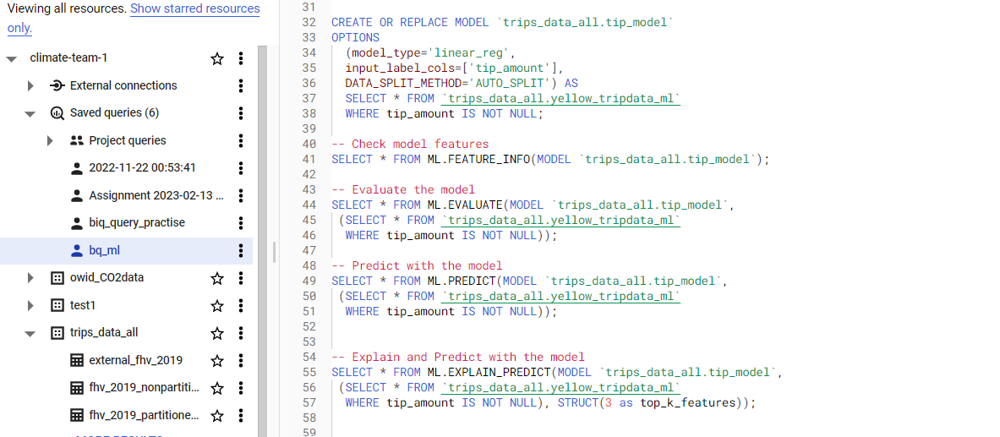 Viewing all resources. Show starred resources
only.
climate-team-1
External connections
Saved queries (6)
Project queries
2022-11-22 00:53:41
Assignment 2023-02-13 ...
biq_query_practise
bq_ml
owid_CO2data
test1
trips_data_all
external_fhv_2019
fhv_2019_nonpartiti...
fhv_2019_partitione...
31
32 CREATE OR REPLACE MODEL `trips_data_all.tip_model`
33 OPTIONS
34 (model_type='linear_reg',
35 input_label_cols=['tip_amount'],
36 DATA_SPLIT_METHOD='AUTO_SPLIT') AS
37 SELECT * FROM `trips_data_all.yellow_tripdata_ml`
38 WHERE tip_amount IS NOT NULL;
39
40 -- Check model features
41 SELECT * FROM ML.FEATURE_INFO(MODEL `trips_data_all.tip_model`);
42
43 -- Evaluate the model
44 SELECT * FROM ML.EVALUATE(MODEL `trips_data_all.tip_model`,
45 (SELECT * FROM `trips_data_all.yellow_tripdata_ml`
46 WHERE tip_amount IS NOT NULL));
47
48 -- Predict with the model
49 SELECT * FROM ML.PREDICT(MODEL `trips_data_all.tip_model`,
50 (SELECT * FROM `trips_data_all.yellow_tripdata_ml`
51 WHERE tip_amount IS NOT NULL));
52
53
54 -- Explain and Predict with the model
55 SELECT * FROM ML.EXPLAIN_PREDICT(MODEL `trips_data_all.tip_model`,
56 (SELECT * FROM `trips_data_all.yellow_tripdata_ml`
57 WHERE tip_amount IS NOT NULL), STRUCT(3 as top_k_features));
58
59